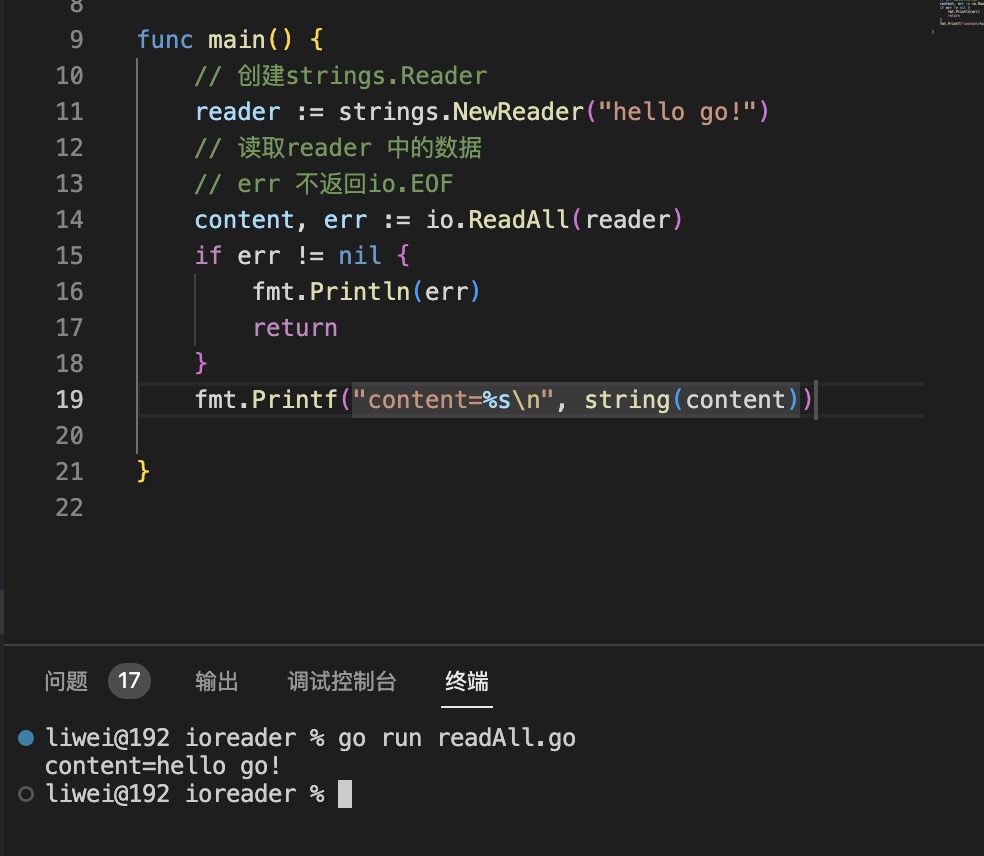 8
9 func main() {
10 // 创建strings.Reader
11 reader := strings.NewReader("hello go!")
12 // 读取reader 中的数据
13 // err 不返回io.EOF
14 content, err := io.ReadAll(reader)
15 if err != nil {
16 fmt.Println(err)
17 return
18 }
19 fmt.Printf("content=%s\n", string(content))
20
21 }
22
问题 17 输出 调试控制台 终端
liwei@192 ioreader % go run readAll.go
content=hello go!
liwei@192 ioreader %